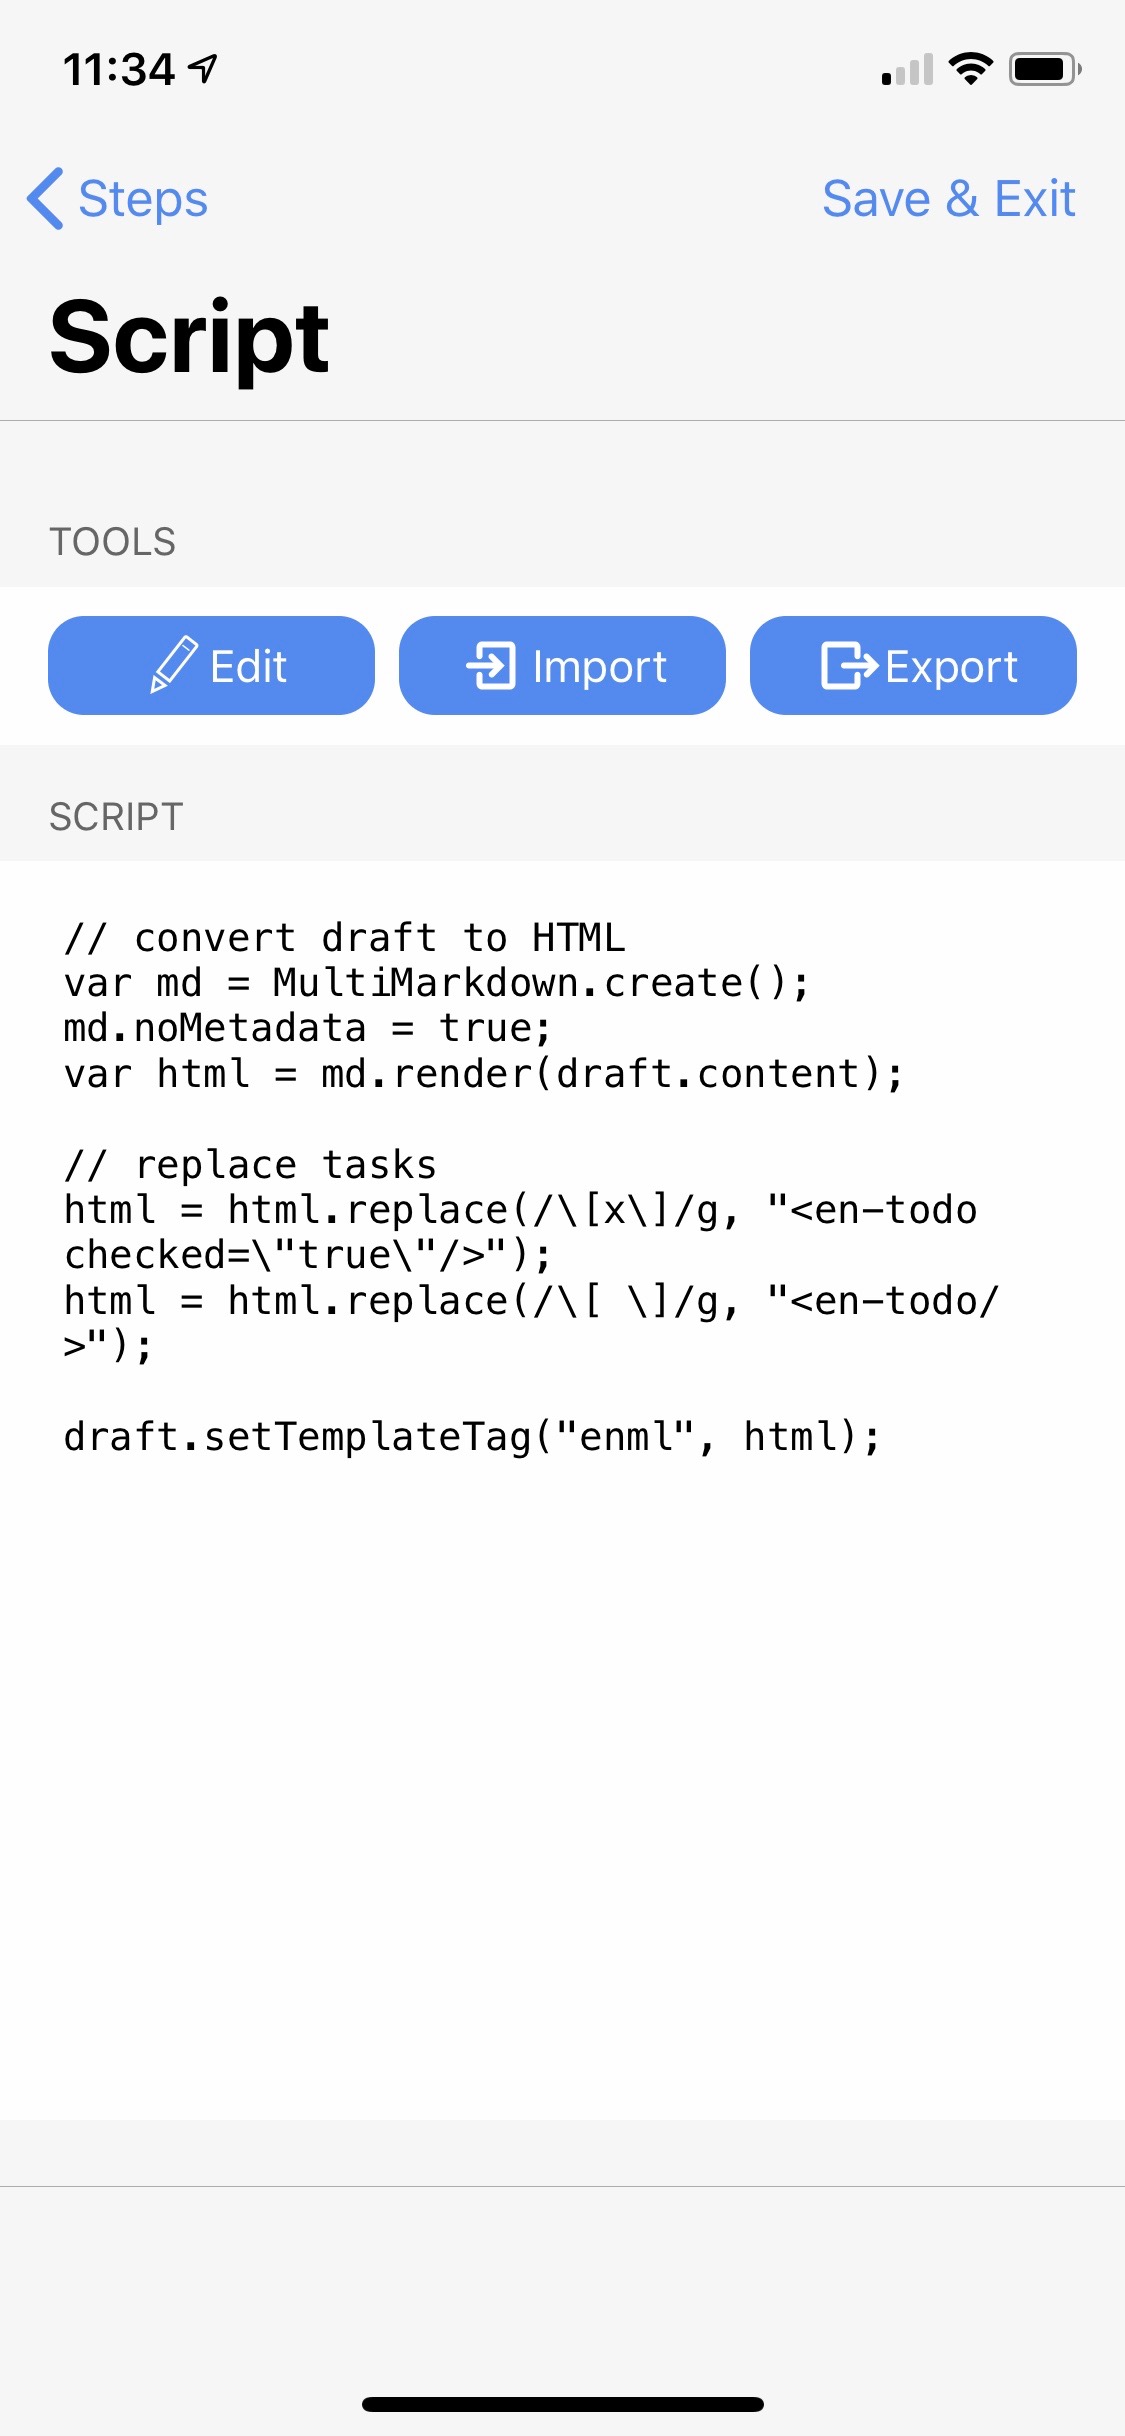 11:34
Steps
Save & Exit
Script
TOOLS
Edit
Import
Export
SCRIPT
// convert draft to HTML
var md = MultiMarkdown.create();
md.noMetadata = true;
var html = md.render(draft.content);
// replace tasks
html = html.replace(/\[x\]/g, "<en-todo
checked=\"true\"/>");
html = html.replace(/\[ \]/g, "<en-todo/
>");
draft.setTemplateTag("enml", html);